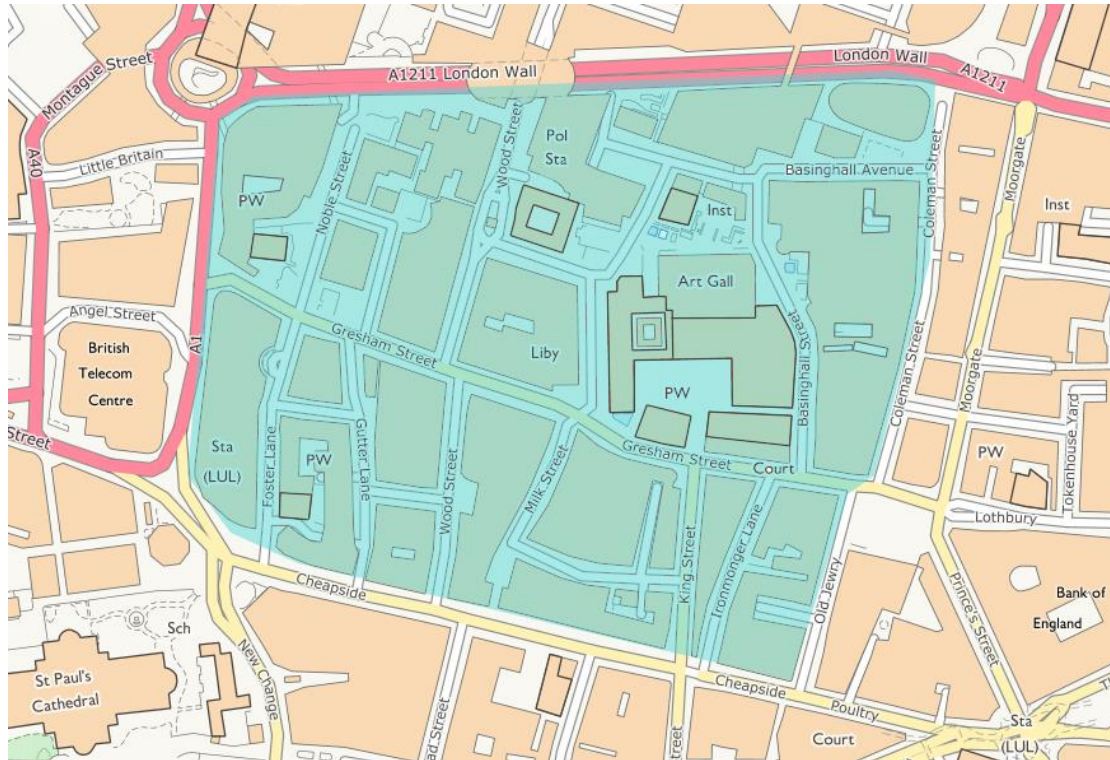 Montague Street
A1211 London Wall
London Wall
A1211
A40
Little Britain
Wood Street
Pol
Sta
Noble Street
PW
Basinghall Avenue
Coleman Street
Moorgate
Inst
Inst
Art Gall
Angel Street
A1
British
Telecom
Centre
Gresham Street
Liby
Basinghall Street
PW
Coleman Street
Moorgate
Street
Sta
(LUL)
Foster Lane
PW
Gutter Lane
Wood Street
Milk Street
Gresham Street
Court
PW
Tokenhouse Yard
Lothbury
King Street
Ironmonger Lane
Old Jewry
Prince's Street
Bank of
England
Cheapside
Sch
New Change
St Paul's
Cathedral
Cheapside
Poultry
Court
Street
Sta
(LUL)